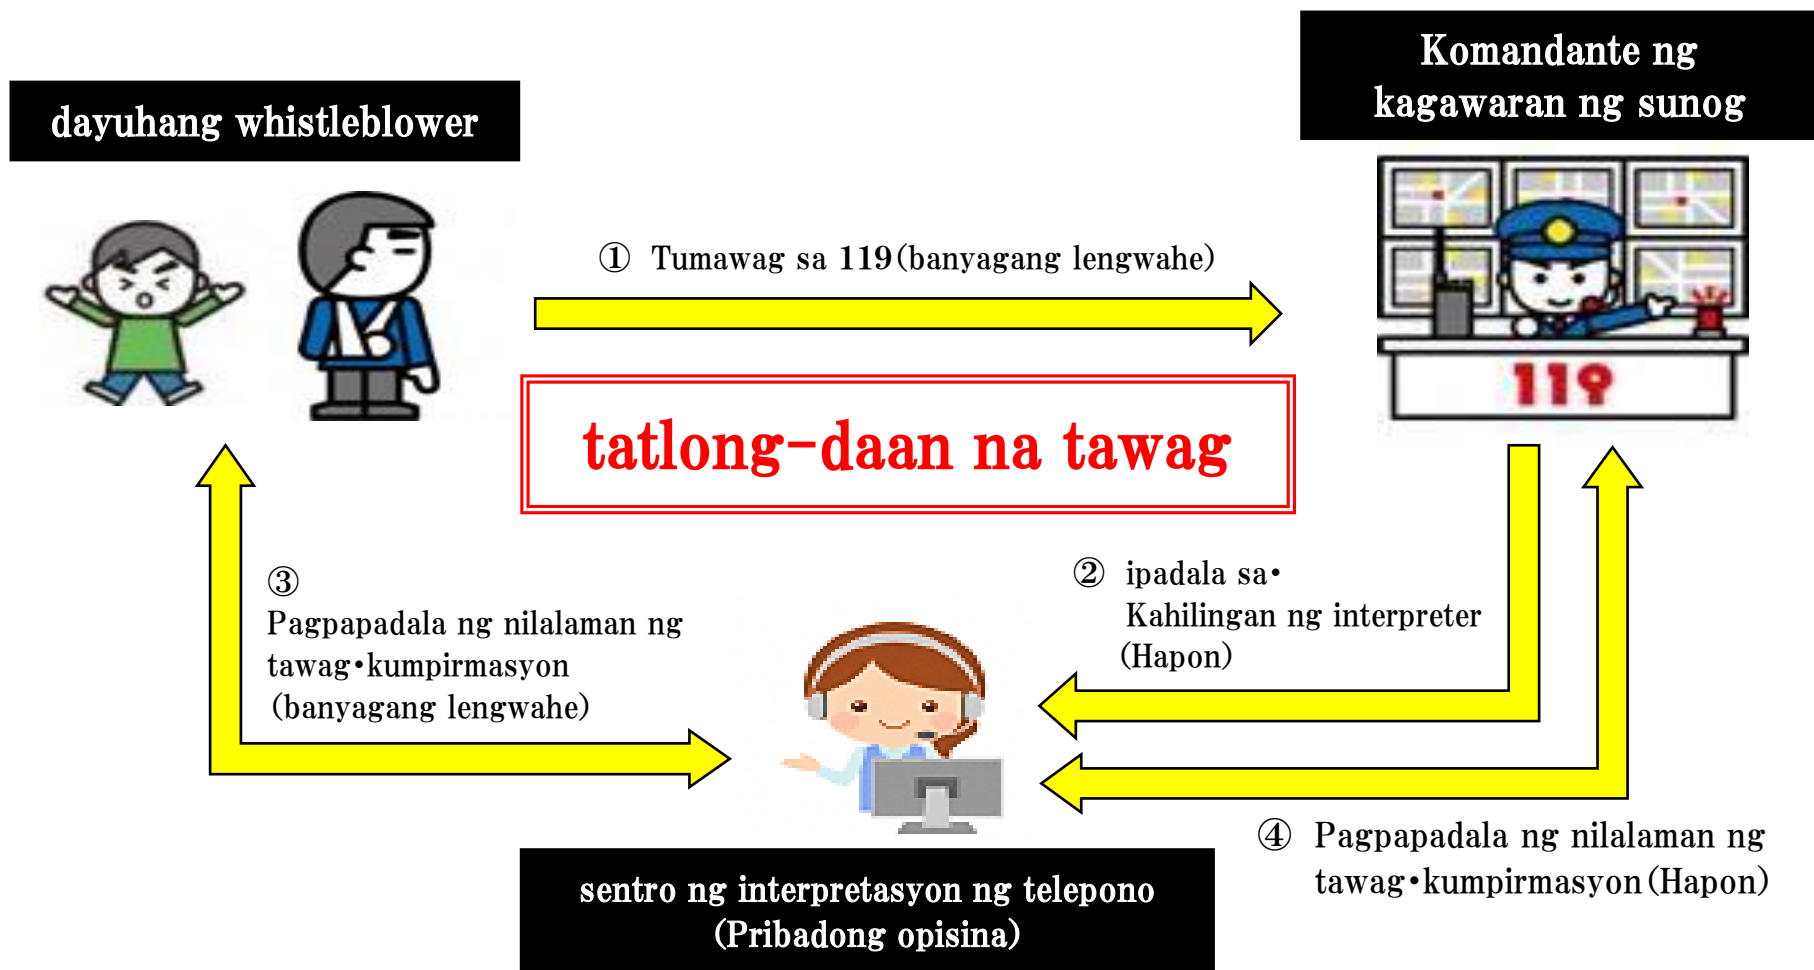 dayuhang whistleblower
Komandante ng
kagawaran ng sunog
① Tumawag sa 119(banyagang lengwahe)
119
tatlong-daan na tawag
② ipadala sa・
Kahilingan ng interpreter
(Hapon)
③
Pagpapadala ng nilalaman ng
tawag・kumpirmasyon
(banyagang lengwahe)
④ Pagpapadala ng nilalaman ng
tawag・kumpirmasyon(Hapon)
sentro ng interpretasyon ng telepono
(Pribadong opisina)